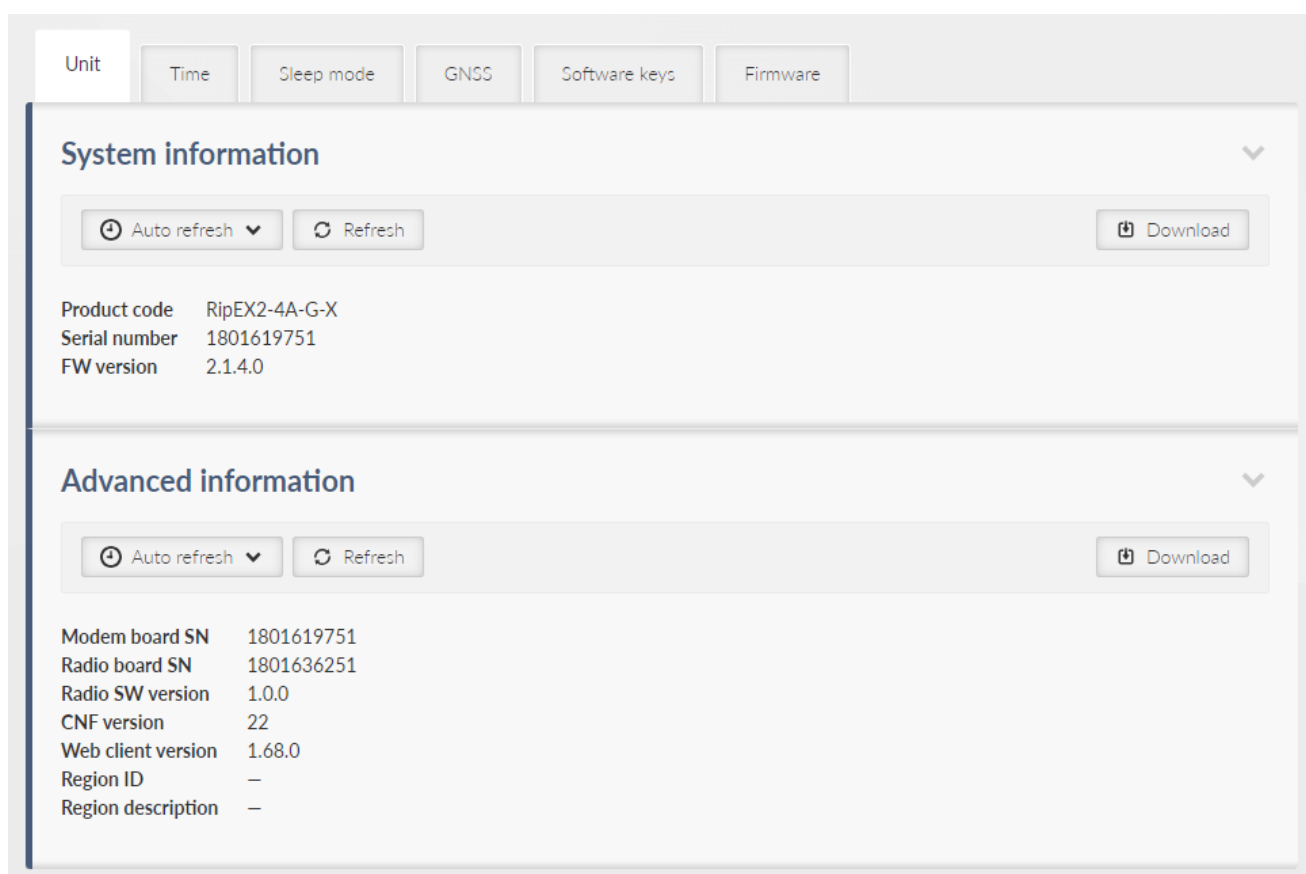 Unit Time Sleep mode GNSS Software keys Firmware
System information
Auto refresh Refresh Download
Product code RipEX2-4A-G-X
Serial number 1801619751
FW version 2.1.4.0
Advanced information
Auto refresh Refresh Download
Modem board SN 1801619751
Radio board SN 1801636251
Radio SW version 1.0.0
CNF version 22
Web client version 1.68.0
Region ID —
Region description —